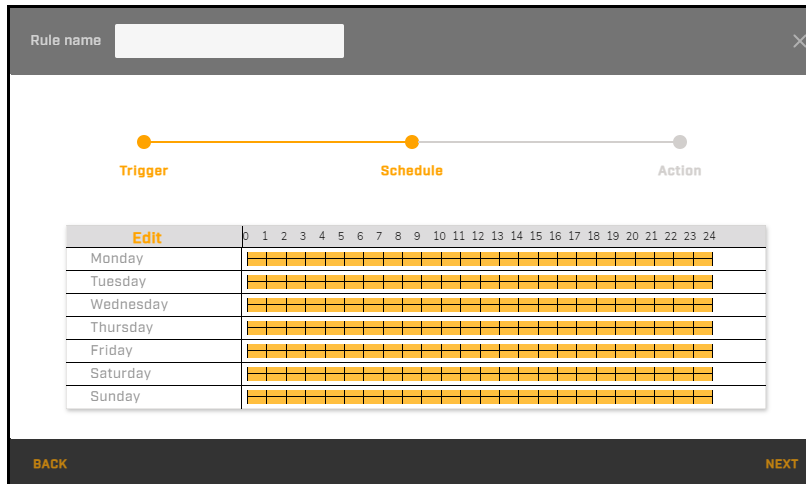 Rule name
Trigger Schedule Action
Edit 0 1 2 3 4 5 6 7 8 9 10 11 12 13 14 15 16 17 18 19 20 21 22 23 24
Monday
Tuesday
Wednesday
Thursday
Friday
Saturday
Sunday
BACK NEXT